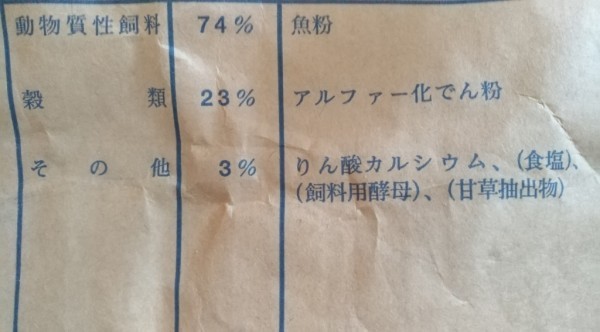 動物質性飼料 74% 魚粉
穀類 23% アルファー化でん粉
その他 3% りん酸カルシウム、(食塩)、
(飼料用酵母)、(甘草抽出物)